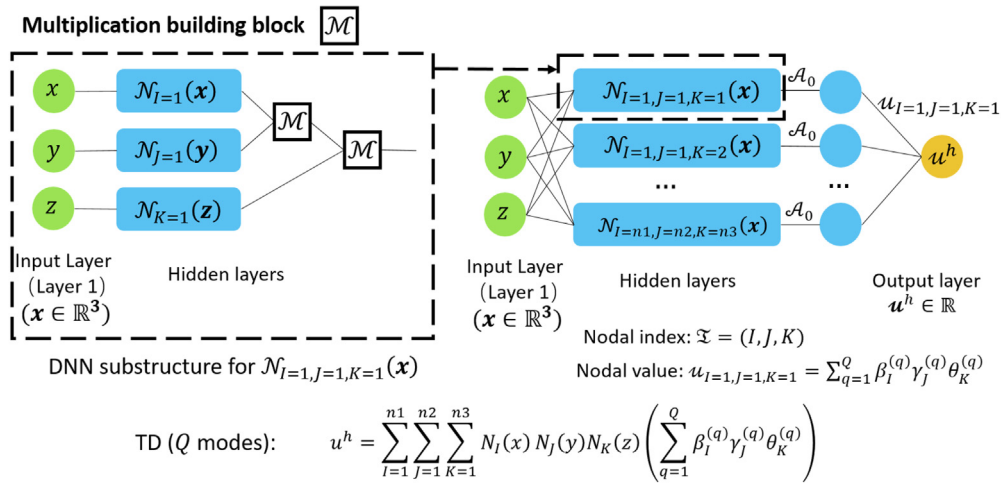 Multiplication building block ℳ
x
𝒩_{I=1}(𝒙)
y
𝒩_{J=1}(𝒚)
z
𝒩_{K=1}(𝒛)
ℳ
ℳ
Input Layer
(Layer 1)
(𝒙 ∈ ℝ³)
Hidden layers
DNN substructure for 𝒩_{I=1,J=1,K=1}(𝒙)
x
y
z
𝒩_{I=1,J=1,K=1}(𝒙)
𝒩_{I=1,J=1,K=2}(𝒙)
...
𝒩_{I=n1,J=n2,K=n3}(𝒙)
𝒜₀
𝒜₀
...
𝒜₀
𝓊_{I=1,J=1,K=1}
𝓊ʰ
Input Layer
(Layer 1)
(𝒙 ∈ ℝ³)
Hidden layers
Output layer
𝒖ʰ ∈ ℝ
Nodal index: 𝔗 = (I, J, K)
Nodal value: 𝓊_{I=1,J=1,K=1} = ∑_{q=1}^{Q} β_I^{(q)} γ_J^{(q)} θ_K^{(q)}
TD (Q modes): u^h = ∑_{I=1}^{n1} ∑_{J=1}^{n2} ∑_{K=1}^{n3} N_I(x) N_J(y) N_K(z) (∑_{q=1}^{Q} β_I^{(q)} γ_J^{(q)} θ_K^{(q)})